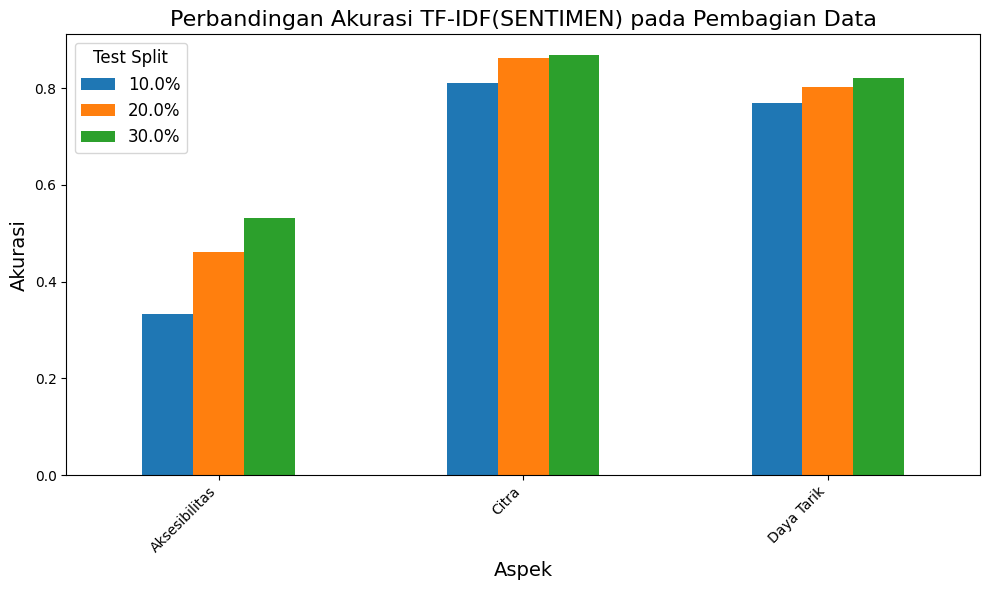 Perbandingan Akurasi TF-IDF(SENTIMEN) pada Pembagian Data
Test Split
10.0%
20.0%
30.0%
Akurasi
0.8
0.6
0.4
0.2
0.0
Aksesibilitas
Citra
Daya Tarik
Aspek